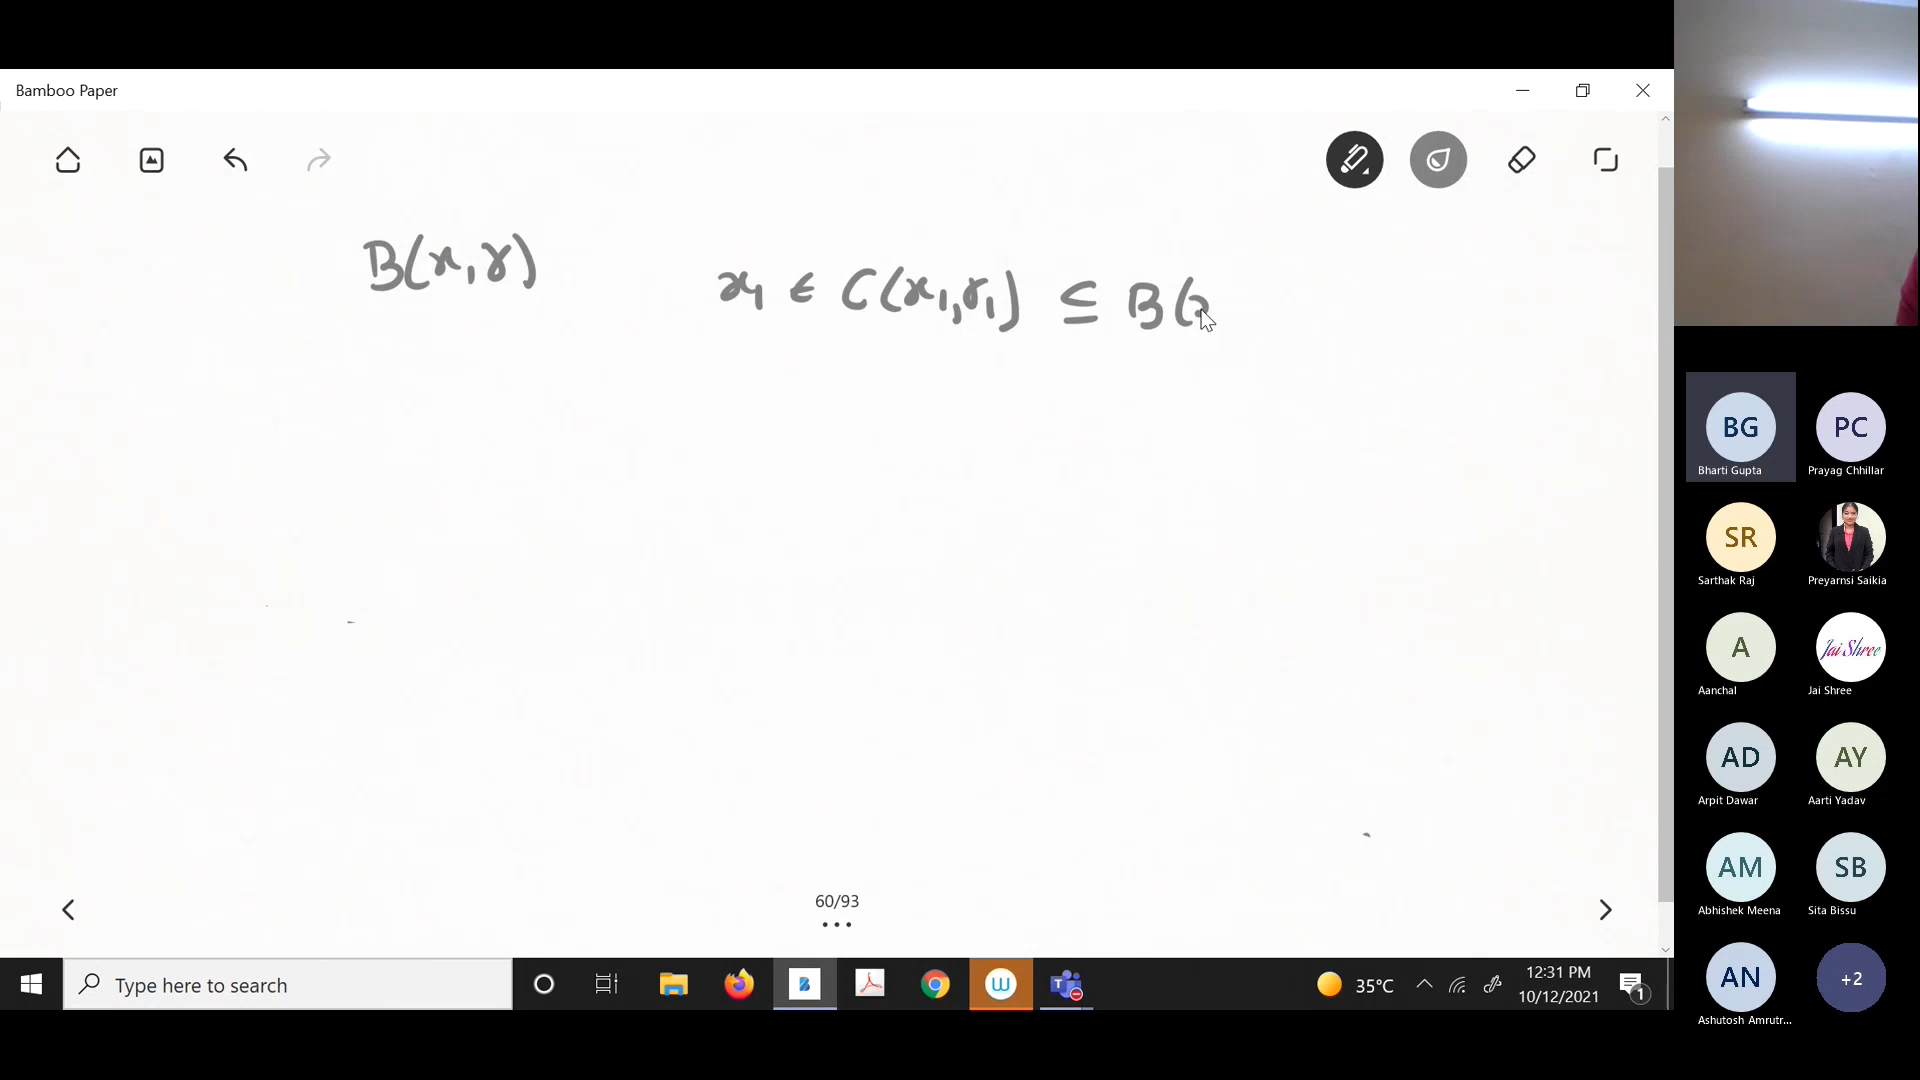 Bamboo Paper
B(x,r)
x₁ ∈ C(x₁,r₁) ⊆ B(
60/93
BG
Bharti Gupta
PC
Prayag Chhillar
SR
Sarthak Raj
Preyarnsi Saikia
A
Aanchal
Jai Shree
Jai Shree
AD
Arpit Dawar
AY
Aarti Yadav
AM
Abhishek Meena
SB
Sita Bissu
AN
Ashutosh Amrutr...
+2
Type here to search
35°C
12:31 PM
10/12/2021
1